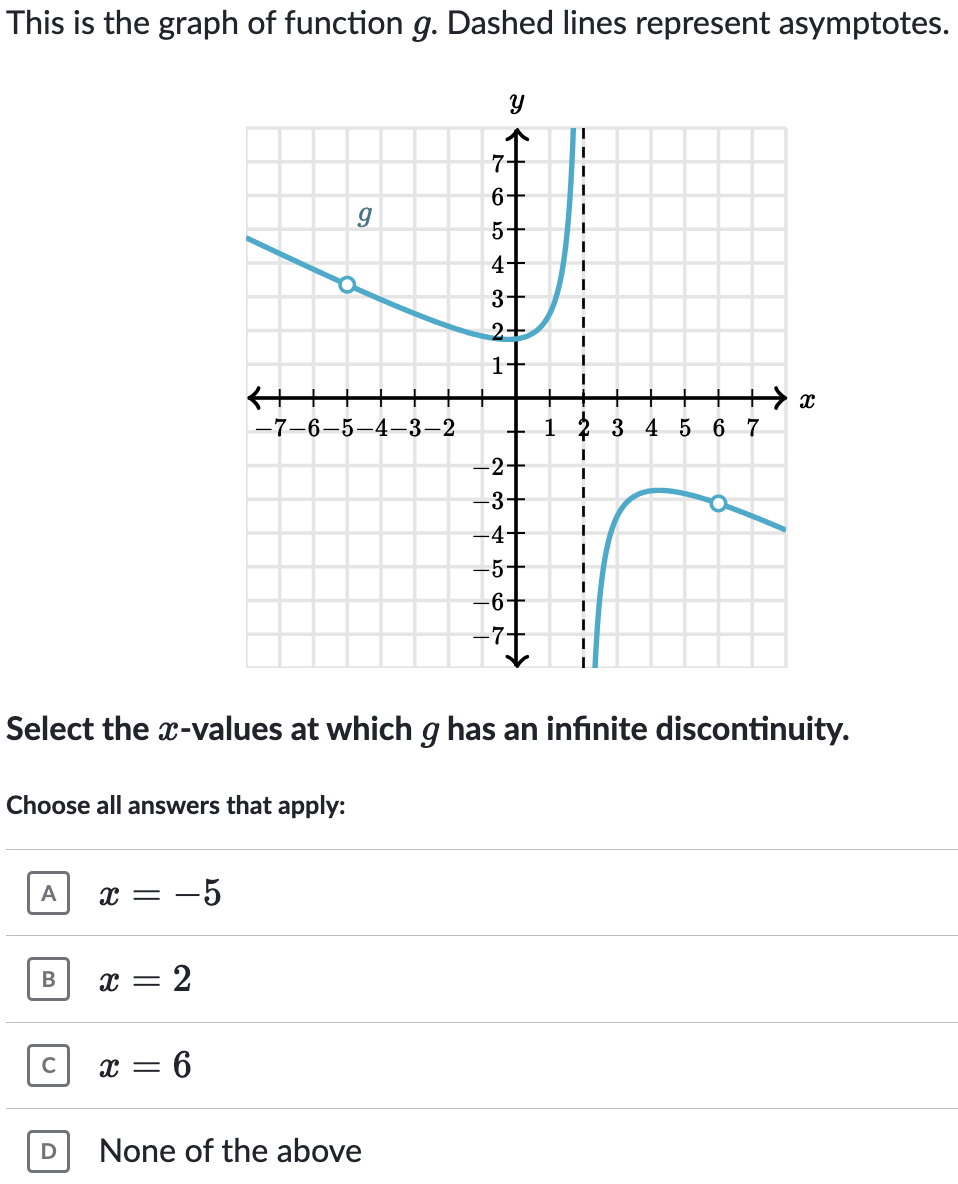 This is the graph of function g. Dashed lines represent asymptotes.
y
7
6
g
5
4
3
2
1
x
−7 −6 −5 −4 −3 −2 1 2 3 4 5 6 7
−2
−3
−4
−5
−6
−7
Select the x-values at which g has an infinite discontinuity.
Choose all answers that apply:
A x = −5
B x = 2
C x = 6
D None of the above